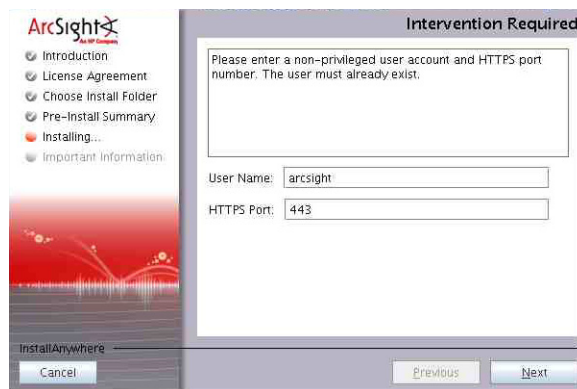 ArcSight
An HP Company
Intervention Required
Introduction
License Agreement
Choose Install Folder
Pre-Install Summary
Installing...
Important Information
Please enter a non-privileged user account and HTTPS port
number. The user must already exist.
User Name: arcsight
HTTPS Port: 443
InstallAnywhere
Cancel
Previous
Next